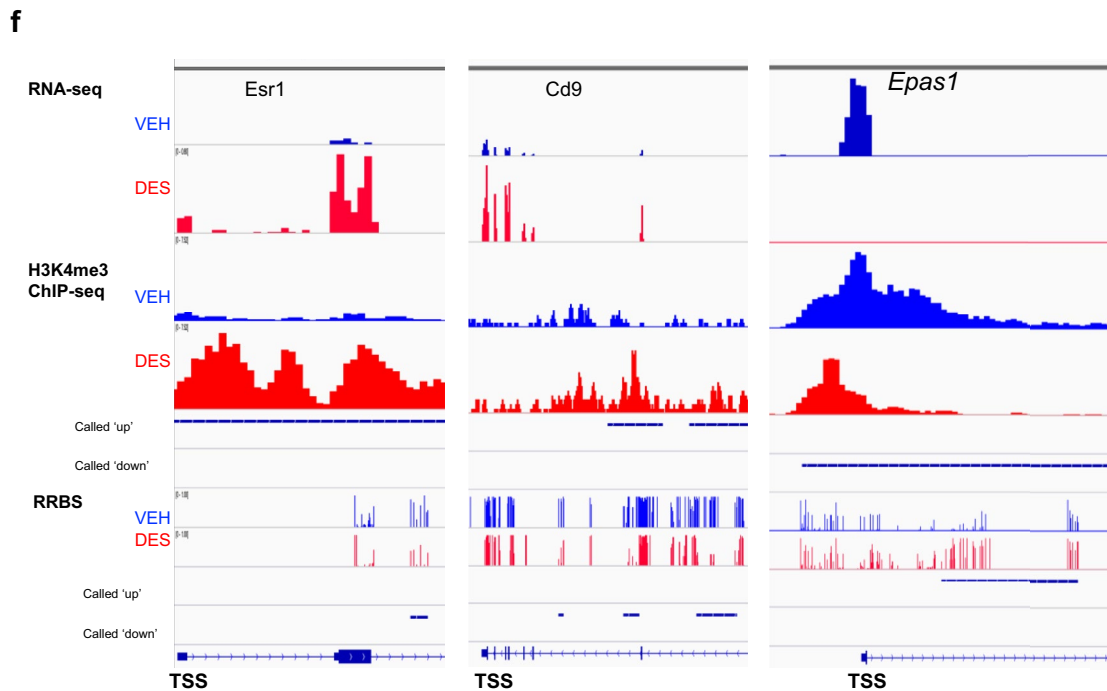 f
RNA-seq
Esr1
Cd9
Epas1
VEH
DES
H3K4me3
ChIP-seq
VEH
DES
Called ‘up’
Called ‘down’
RRBS
VEH
DES
Called ‘up’
Called ‘down’
TSS
TSS
TSS